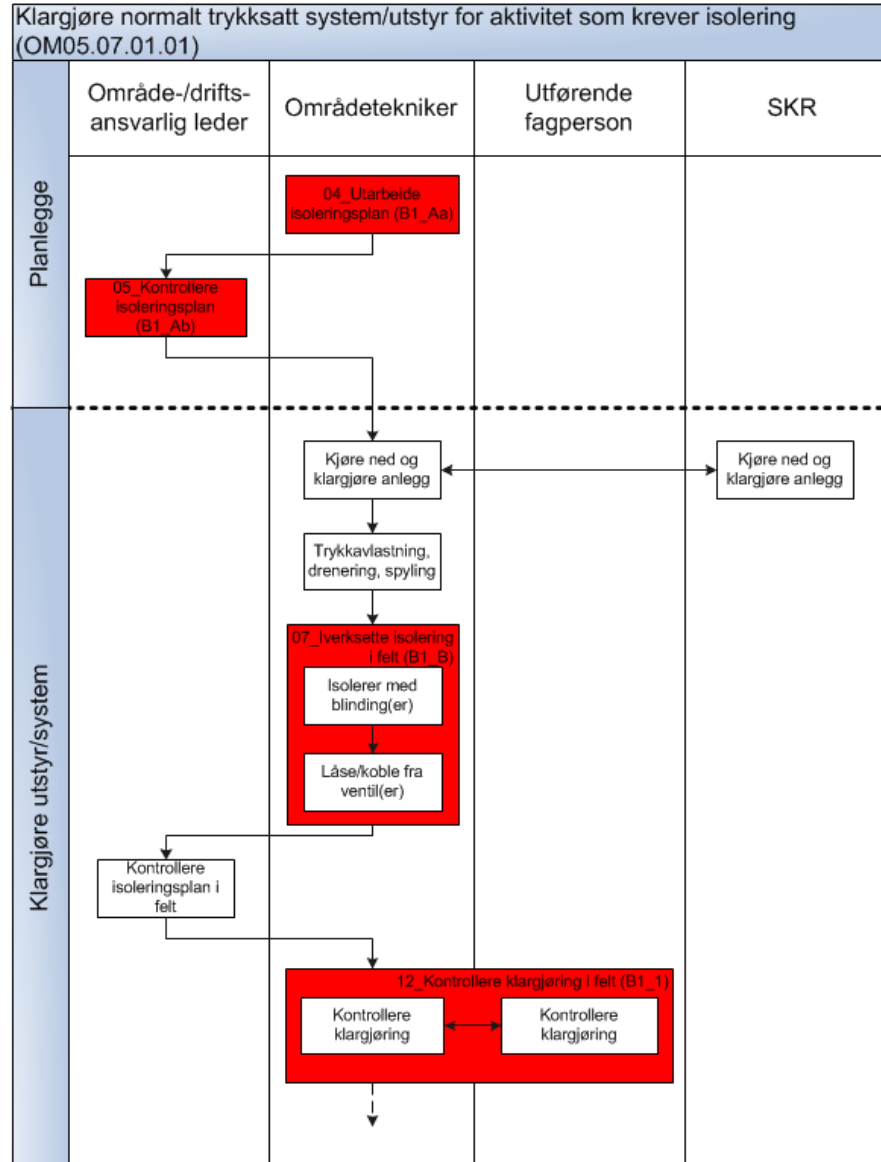 Klargjøre normalt trykksatt system/utstyr for aktivitet som krever isolering
(OM05.07.01.01)
Område-/drifts-
ansvarlig leder
Områdetekniker
Utførende
fagperson
SKR
Planlegge
04_Utarbeide
isoleringsplan (B1_Aa)
05_Kontrollere
isoleringsplan
(B1_Ab)
Klargjøre utstyr/system
Kjøre ned og
klargjøre anlegg
Kjøre ned og
klargjøre anlegg
Trykkavlastning,
drenering, spyling
07_Iverksette isolering
i felt (B1_B)
Isolerer med
blinding(er)
Låse/koble fra
ventil(er)
Kontrollere
isoleringsplan i
felt
12_Kontrollere klargjøring i felt (B1_1)
Kontrollere
klargjøring
Kontrollere
klargjøring